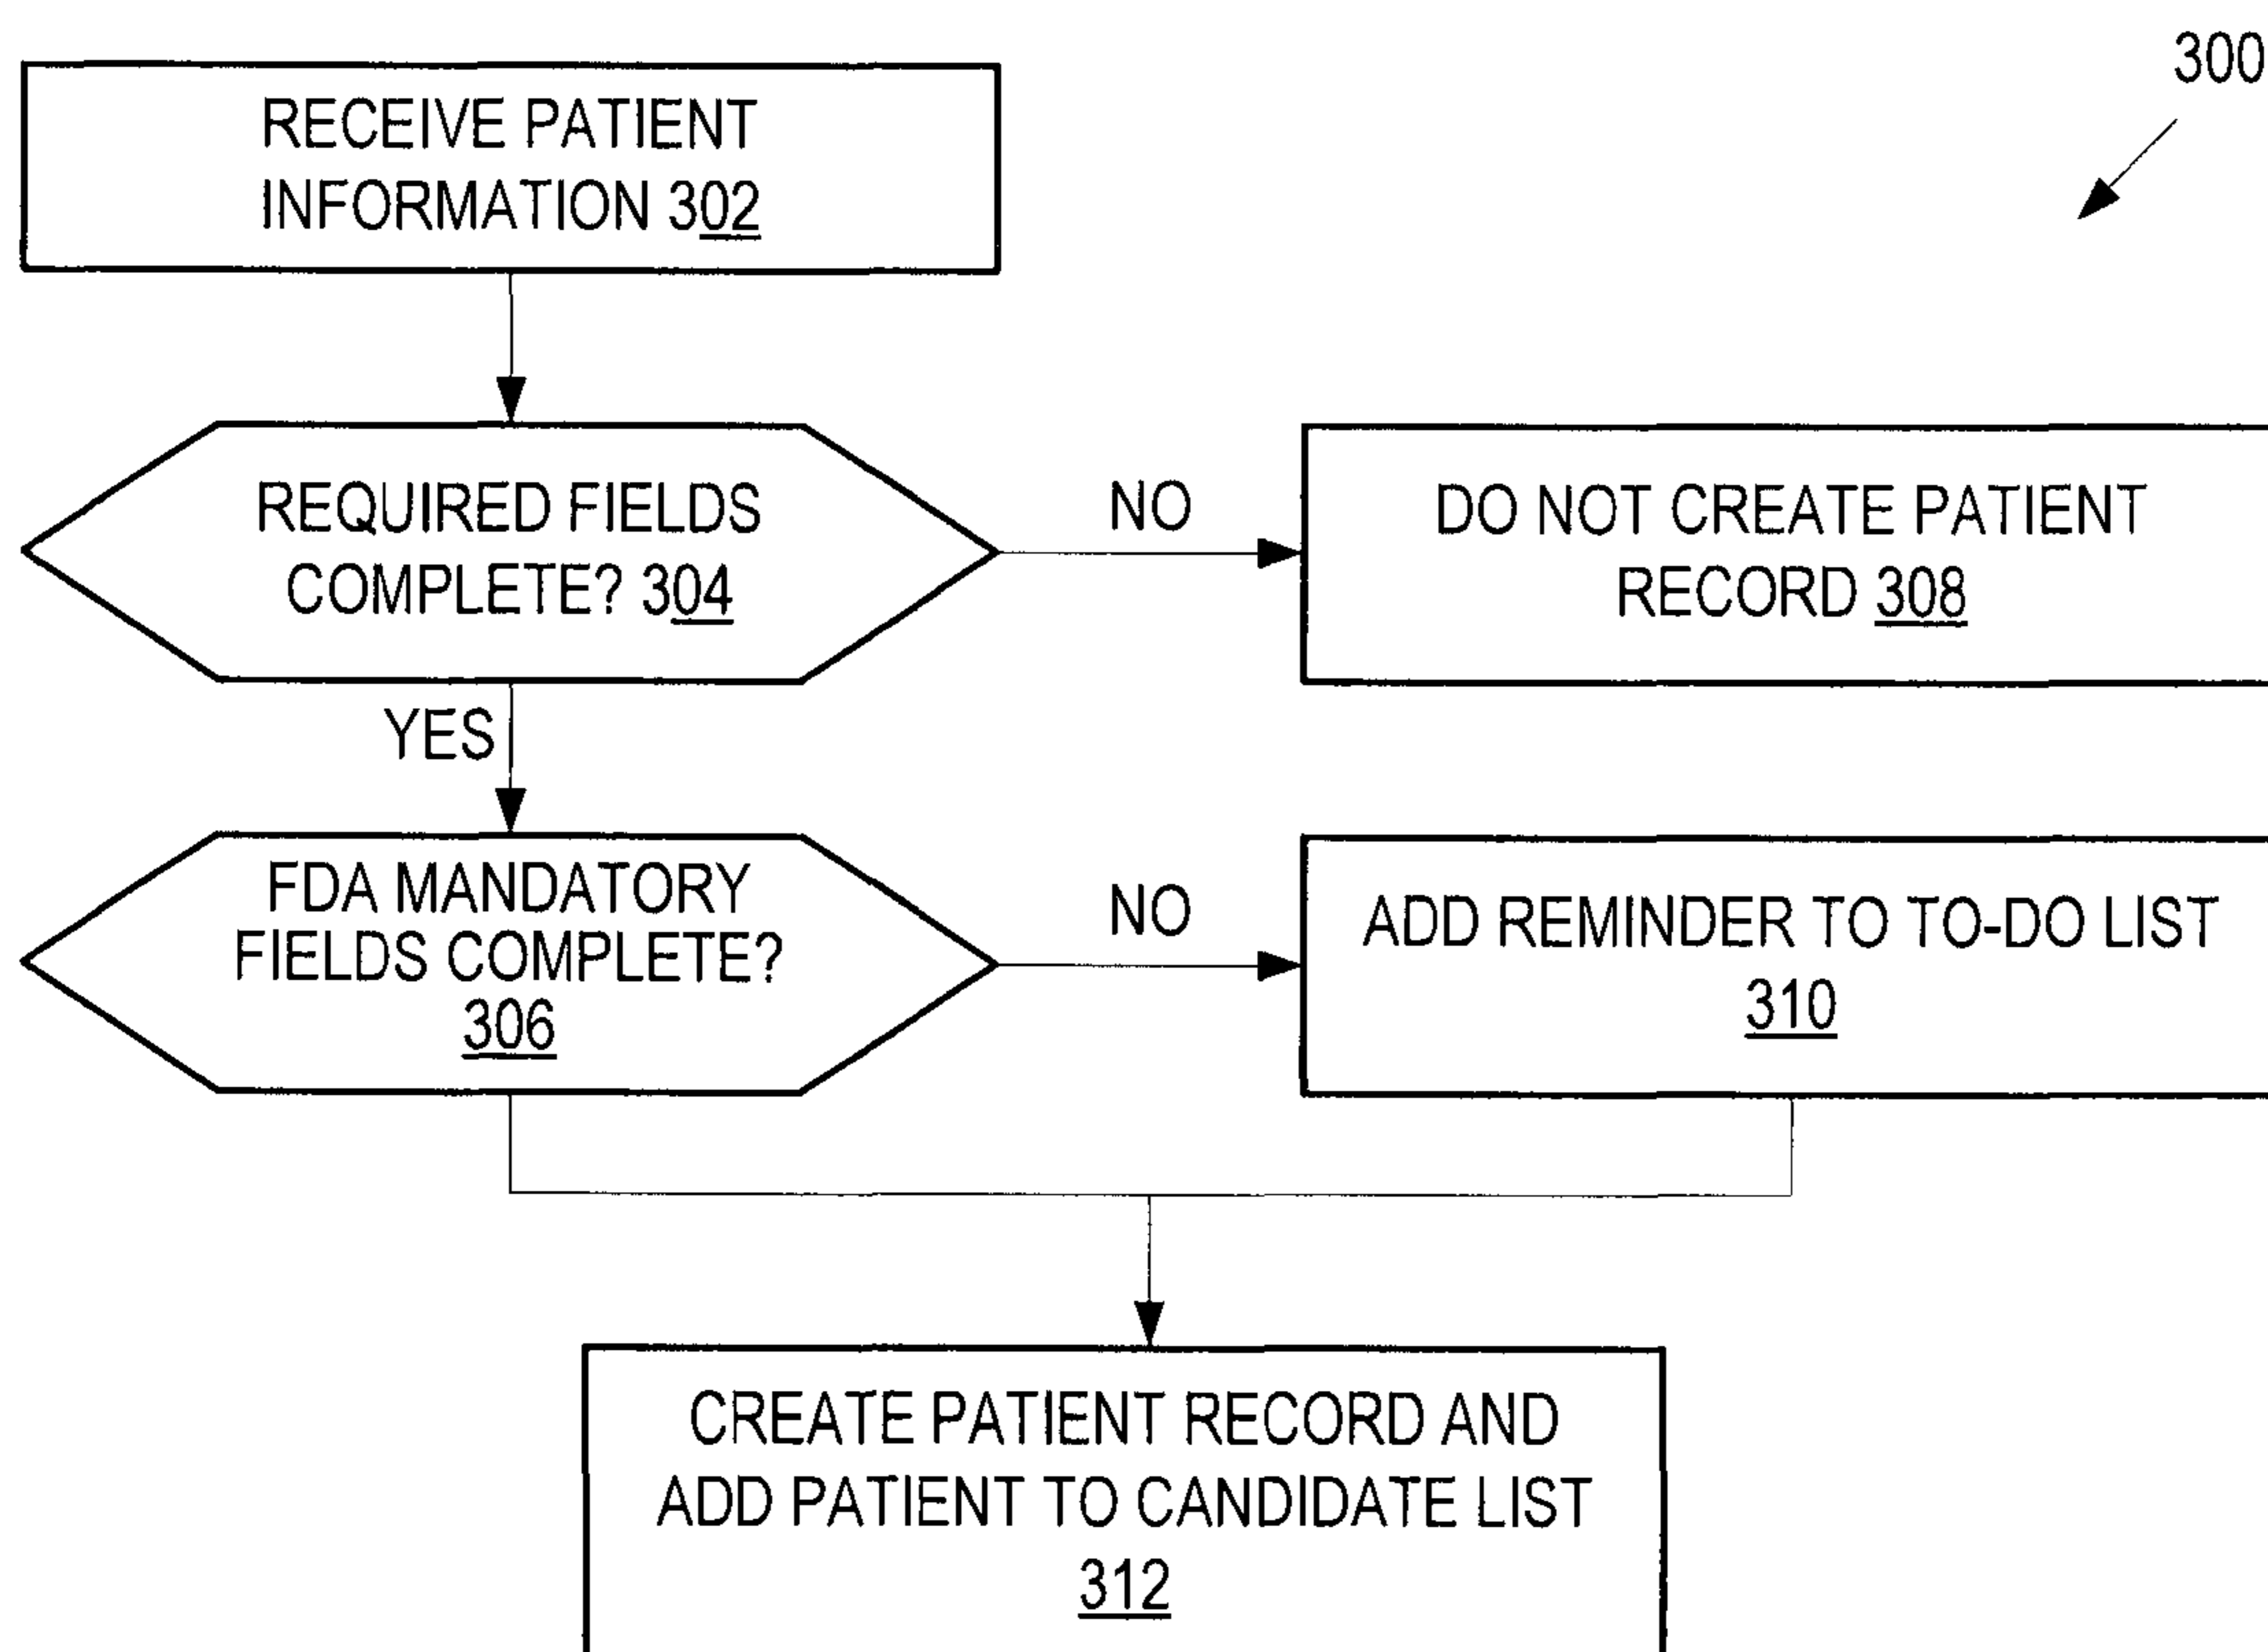 300
RECEIVE PATIENT
INFORMATION 302
REQUIRED FIELDS
COMPLETE? 304
NO
DO NOT CREATE PATIENT
RECORD 308
YES
FDA MANDATORY
FIELDS COMPLETE?
306
NO
ADD REMINDER TO TO-DO LIST
310
CREATE PATIENT RECORD AND
ADD PATIENT TO CANDIDATE LIST
312